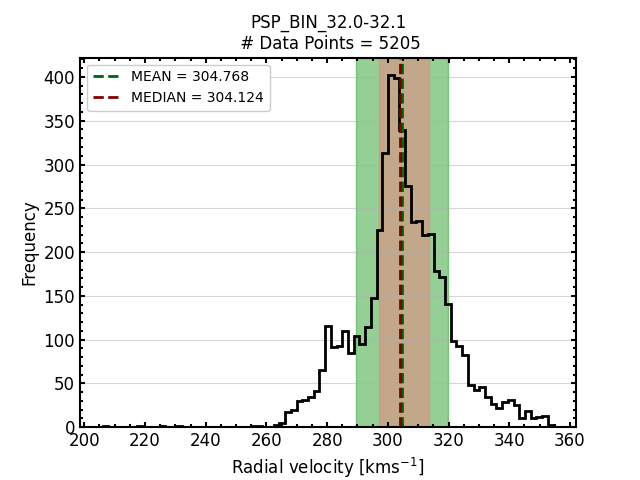 PSP_BIN_32.0-32.1
# Data Points = 5205
MEAN = 304.768
MEDIAN = 304.124
Frequency
400
350
300
250
200
150
100
50
0
200 220 240 260 280 300 320 340 360
Radial velocity [kms⁻¹]